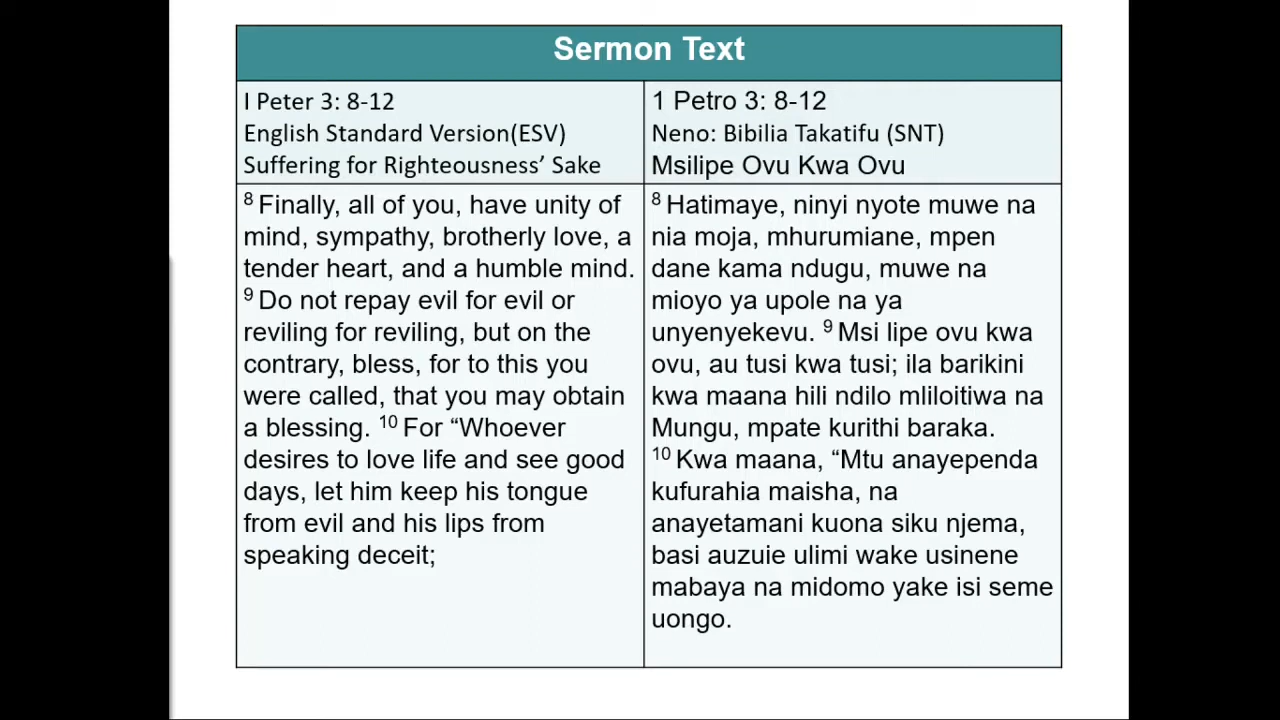 Sermon Text
I Peter 3: 8-12
English Standard Version(ESV)
Suffering for Righteousness’ Sake
1 Petro 3: 8-12
Neno: Bibilia Takatifu (SNT)
Msilipe Ovu Kwa Ovu
8 Finally, all of you, have unity of
mind, sympathy, brotherly love, a
tender heart, and a humble mind.
9 Do not repay evil for evil or
reviling for reviling, but on the
contrary, bless, for to this you
were called, that you may obtain
a blessing. 10 For “Whoever
desires to love life and see good
days, let him keep his tongue
from evil and his lips from
speaking deceit;
8 Hatimaye, ninyi nyote muwe na
nia moja, mhurumiane, mpen
dane kama ndugu, muwe na
mioyo ya upole na ya
unyenyekevu. 9 Msi lipe ovu kwa
ovu, au tusi kwa tusi; ila barikini
kwa maana hili ndilo mliloitiwa na
Mungu, mpate kurithi baraka.
10 Kwa maana, “Mtu anayependa
kufurahia maisha, na
anayetamani kuona siku njema,
basi auzuie ulimi wake usinene
mabaya na midomo yake isi seme
uongo.